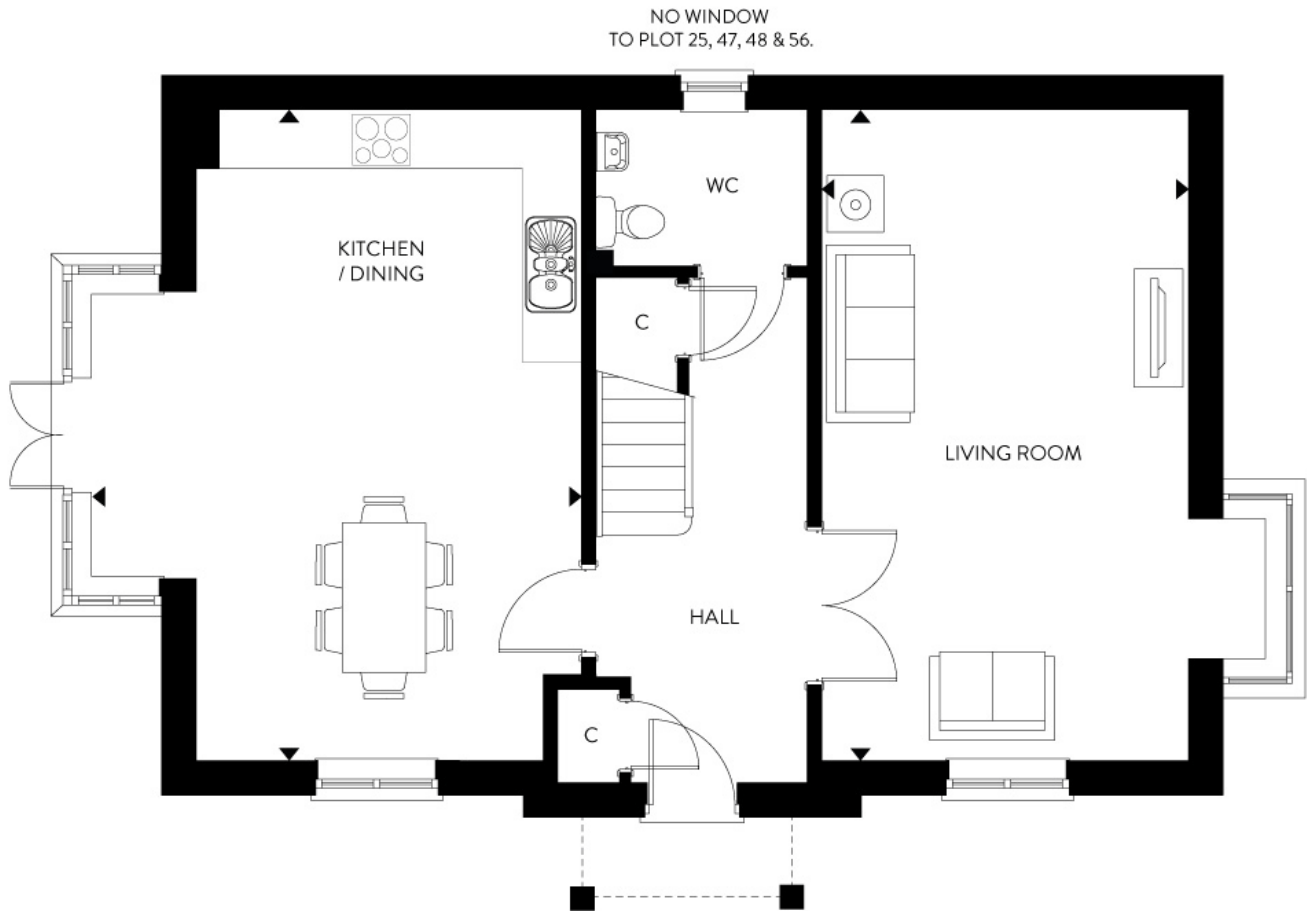 NO WINDOW
TO PLOT 25, 47, 48 & 56.
WC
KITCHEN
/ DINING
C
LIVING ROOM
HALL
C